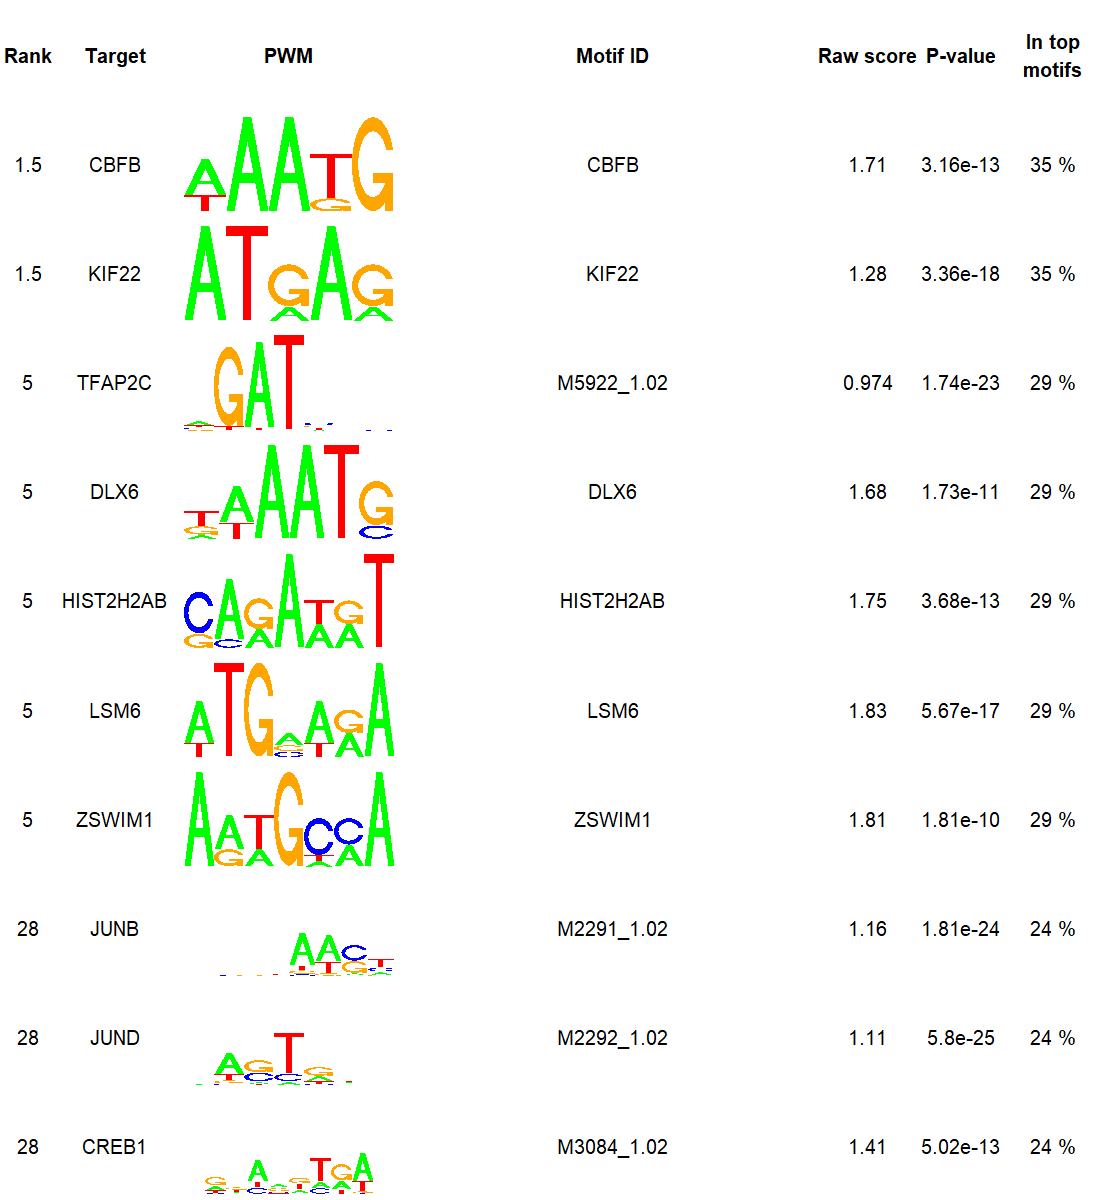 Rank Target PWM Motif ID Raw score P-value In top motifs
1.5 CBFB CBFB 1.71 3.16e-13 35 %
1.5 KIF22 KIF22 1.28 3.36e-18 35 %
5 TFAP2C M5922_1.02 0.974 1.74e-23 29 %
5 DLX6 DLX6 1.68 1.73e-11 29 %
5 HIST2H2AB HIST2H2AB 1.75 3.68e-13 29 %
5 LSM6 LSM6 1.83 5.67e-17 29 %
5 ZSWIM1 ZSWIM1 1.81 1.81e-10 29 %
28 JUNB M2291_1.02 1.16 1.81e-24 24 %
28 JUND M2292_1.02 1.11 5.8e-25 24 %
28 CREB1 M3084_1.02 1.41 5.02e-13 24 %